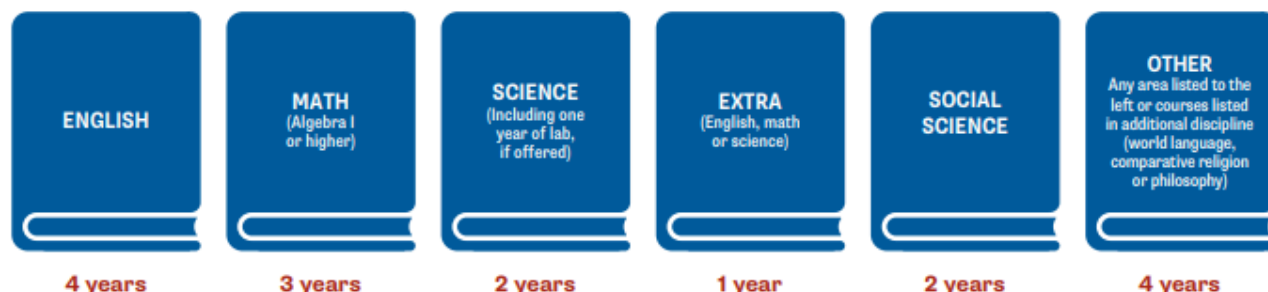 ENGLISH
4 years
MATH
(Algebra I
or higher)
3 years
SCIENCE
(Including one
year of lab,
if offered)
2 years
EXTRA
(English, math
or science)
1 year
SOCIAL
SCIENCE
2 years
OTHER
Any area listed to the
left or courses listed
in additional discipline
(world language,
comparative religion
or philosophy)
4 years